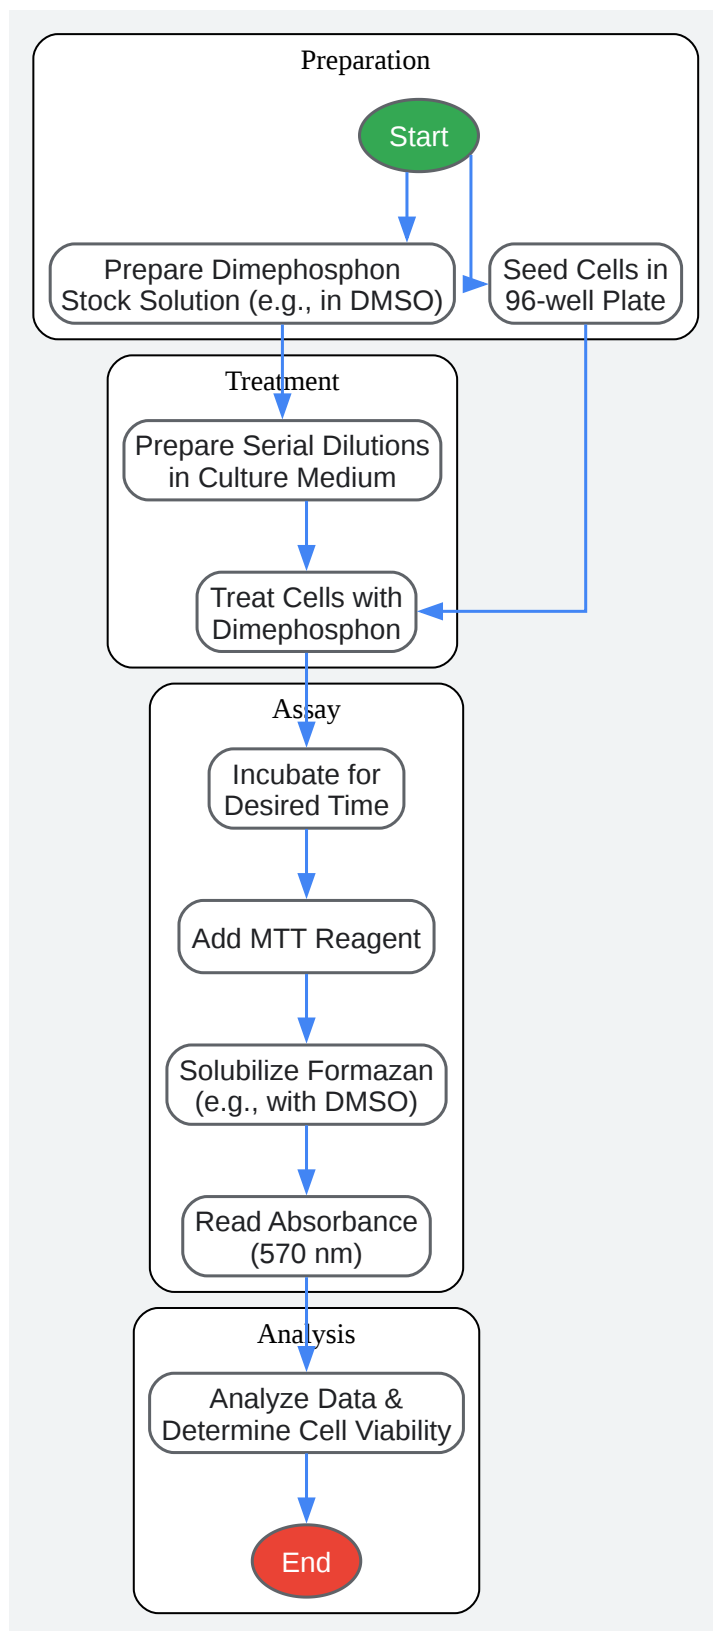 Preparation
Start
Prepare Dimephosphon
Stock Solution (e.g., in DMSO)
Seed Cells in
96-well Plate
Treatment
Prepare Serial Dilutions
in Culture Medium
Treat Cells with
Dimephosphon
Assay
Incubate for
Desired Time
Add MTT Reagent
Solubilize Formazan
(e.g., with DMSO)
Read Absorbance
(570 nm)
Analysis
Analyze Data &
Determine Cell Viability
End